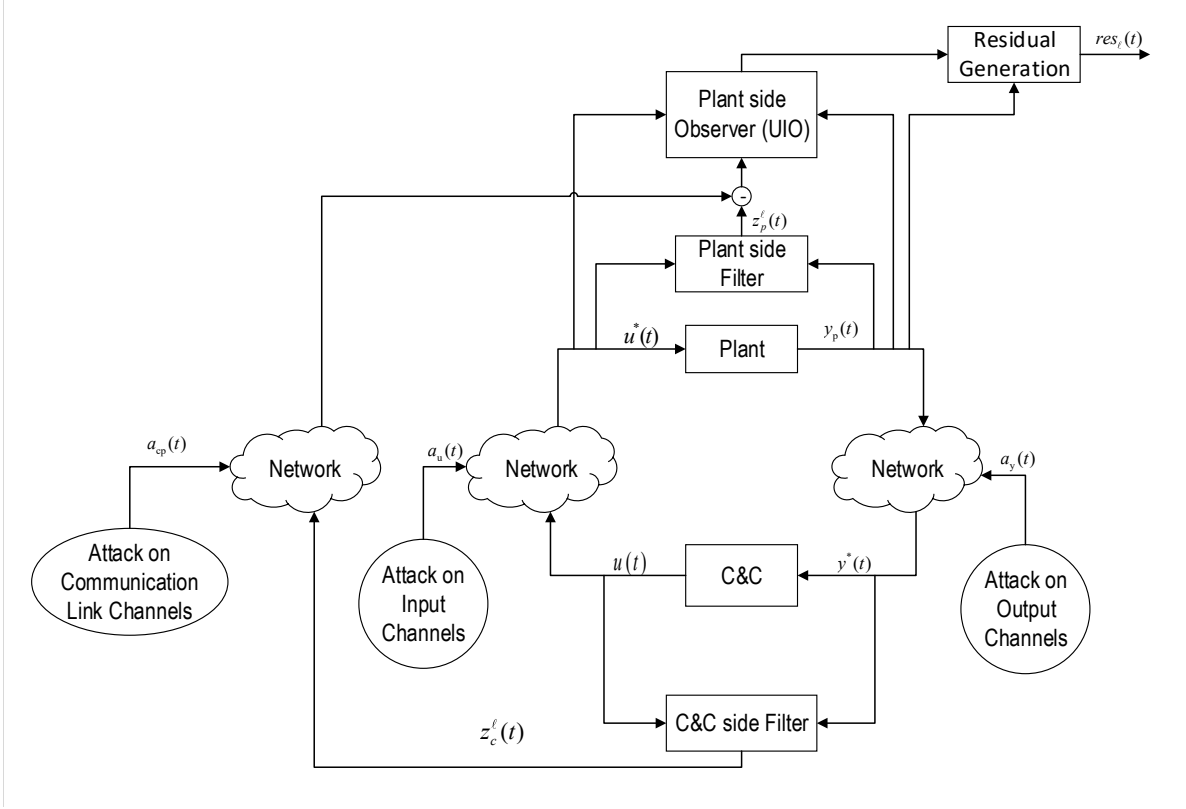 Residual
Generation
res_ℓ(t)
Plant side
Observer (UIO)
-
z_p^ℓ(t)
Plant side
Filter
u^*(t)
Plant
y_p(t)
a_cp(t)
Network
a_u(t)
Network
Network
a_y(t)
Attack on
Communication
Link Channels
Attack on
Input
Channels
u(t)
C&C
y^*(t)
Attack on
Output
Channels
C&C side Filter
z_c^ℓ(t)